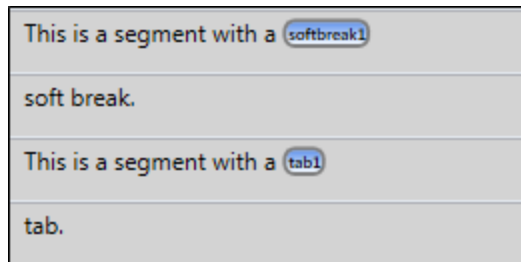 This is a segment with a softbreak1
soft break.
This is a segment with a tab1
tab.